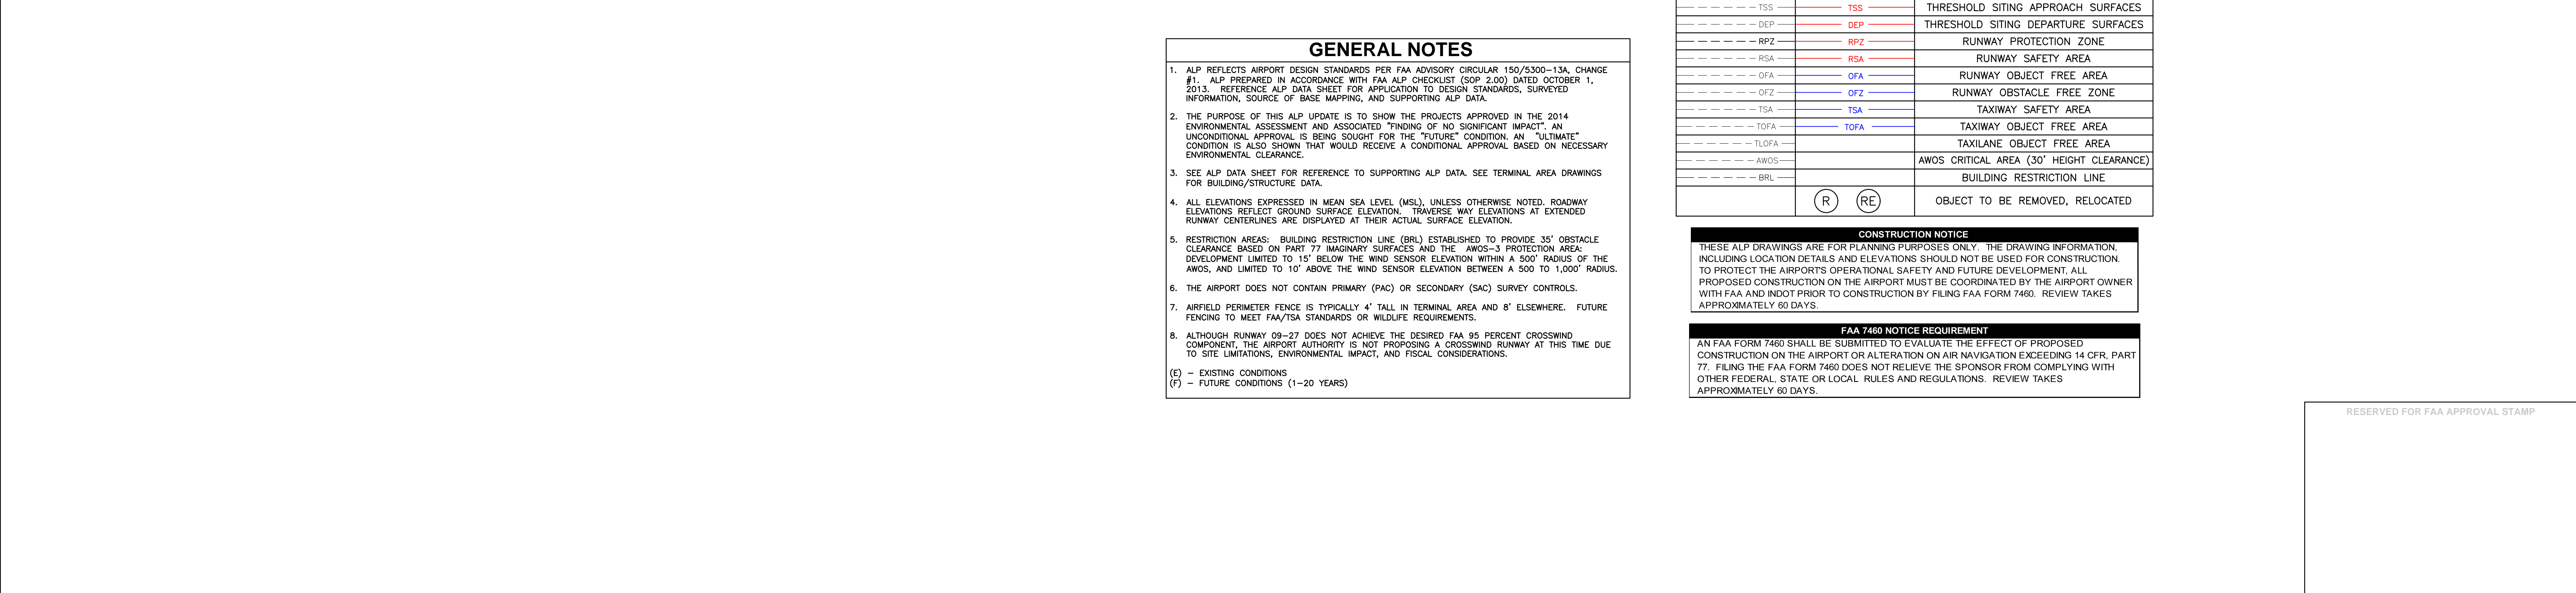 GENERAL NOTES
1. ALP REFLECTS AIRPORT DESIGN STANDARDS PER FAA ADVISORY CIRCULAR 150/5300-13A, CHANGE
#1. ALP PREPARED IN ACCORDANCE WITH FAA ALP CHECKLIST (SOP 2.00) DATED OCTOBER 1,
2013. REFERENCE ALP DATA SHEET FOR APPLICATION TO DESIGN STANDARDS, SURVEYED
INFORMATION, SOURCE OF BASE MAPPING, AND SUPPORTING ALP DATA.
2. THE PURPOSE OF THIS ALP UPDATE IS TO SHOW THE PROJECTS APPROVED IN THE 2014
ENVIRONMENTAL ASSESSMENT AND ASSOCIATED "FINDING OF NO SIGNIFICANT IMPACT". AN
UNCONDITIONAL APPROVAL IS BEING SOUGHT FOR THE "FUTURE" CONDITION. AN "ULTIMATE"
CONDITION IS ALSO SHOWN THAT WOULD RECEIVE A CONDITIONAL APPROVAL BASED ON NECESSARY
ENVIRONMENTAL CLEARANCE.
3. SEE ALP DATA SHEET FOR REFERENCE TO SUPPORTING ALP DATA. SEE TERMINAL AREA DRAWINGS
FOR BUILDING/STRUCTURE DATA.
4. ALL ELEVATIONS EXPRESSED IN MEAN SEA LEVEL (MSL), UNLESS OTHERWISE NOTED. ROADWAY
ELEVATIONS REFLECT GROUND SURFACE ELEVATION. TRAVERSE WAY ELEVATIONS AT EXTENDED
RUNWAY CENTERLINES ARE DISPLAYED AT THEIR ACTUAL SURFACE ELEVATION.
5. RESTRICTION AREAS: BUILDING RESTRICTION LINE (BRL) ESTABLISHED TO PROVIDE 35' OBSTACLE
CLEARANCE BASED ON PART 77 IMAGINARY SURFACES AND THE AWOS-3 PROTECTION AREA:
DEVELOPMENT LIMITED TO 15' BELOW THE WIND SENSOR ELEVATION WITHIN A 500' RADIUS OF THE
AWOS, AND LIMITED TO 10' ABOVE THE WIND SENSOR ELEVATION BETWEEN A 500 TO 1,000' RADIUS.
6. THE AIRPORT DOES NOT CONTAIN PRIMARY (PAC) OR SECONDARY (SAC) SURVEY CONTROLS.
7. AIRFIELD PERIMETER FENCE IS TYPICALLY 4' TALL IN TERMINAL AREA AND 8' ELSEWHERE. FUTURE
FENCING TO MEET FAA/TSA STANDARDS OR WILDLIFE REQUIREMENTS.
8. ALTHOUGH RUNWAY 09-27 DOES NOT ACHIEVE THE DESIRED FAA 95 PERCENT CROSSWIND
COMPONENT, THE AIRPORT AUTHORITY IS NOT PROPOSING A CROSSWIND RUNWAY AT THIS TIME DUE
TO SITE LIMITATIONS, ENVIRONMENTAL IMPACT, AND FISCAL CONSIDERATIONS.
(E) - EXISTING CONDITIONS
(F) - FUTURE CONDITIONS (1-20 YEARS)
TSS TSS THRESHOLD SITING APPROACH SURFACES
DEP DEP THRESHOLD SITING DEPARTURE SURFACES
RPZ RPZ RUNWAY PROTECTION ZONE
RSA RSA RUNWAY SAFETY AREA
OFA OFA RUNWAY OBJECT FREE AREA
OFZ OFZ RUNWAY OBSTACLE FREE ZONE
TSA TSA TAXIWAY SAFETY AREA
TOFA TOFA TAXIWAY OBJECT FREE AREA
TLOFA TAXILANE OBJECT FREE AREA
AWOS AWOS CRITICAL AREA (30' HEIGHT CLEARANCE)
BRL BUILDING RESTRICTION LINE
R RE OBJECT TO BE REMOVED, RELOCATED
CONSTRUCTION NOTICE
THESE ALP DRAWINGS ARE FOR PLANNING PURPOSES ONLY. THE DRAWING INFORMATION,
INCLUDING LOCATION DETAILS AND ELEVATIONS SHOULD NOT BE USED FOR CONSTRUCTION.
TO PROTECT THE AIRPORT'S OPERATIONAL SAFETY AND FUTURE DEVELOPMENT, ALL
PROPOSED CONSTRUCTION ON THE AIRPORT MUST BE COORDINATED BY THE AIRPORT OWNER
WITH FAA AND INDOT PRIOR TO CONSTRUCTION BY FILING FAA FORM 7460. REVIEW TAKES
APPROXIMATELY 60 DAYS.
FAA 7460 NOTICE REQUIREMENT
AN FAA FORM 7460 SHALL BE SUBMITTED TO EVALUATE THE EFFECT OF PROPOSED
CONSTRUCTION ON THE AIRPORT OR ALTERATION ON AIR NAVIGATION EXCEEDING 14 CFR, PART
77. FILING THE FAA FORM 7460 DOES NOT RELIEVE THE SPONSOR FROM COMPLYING WITH
OTHER FEDERAL, STATE OR LOCAL RULES AND REGULATIONS. REVIEW TAKES
APPROXIMATELY 60 DAYS.
RESERVED FOR FAA APPROVAL STAMP